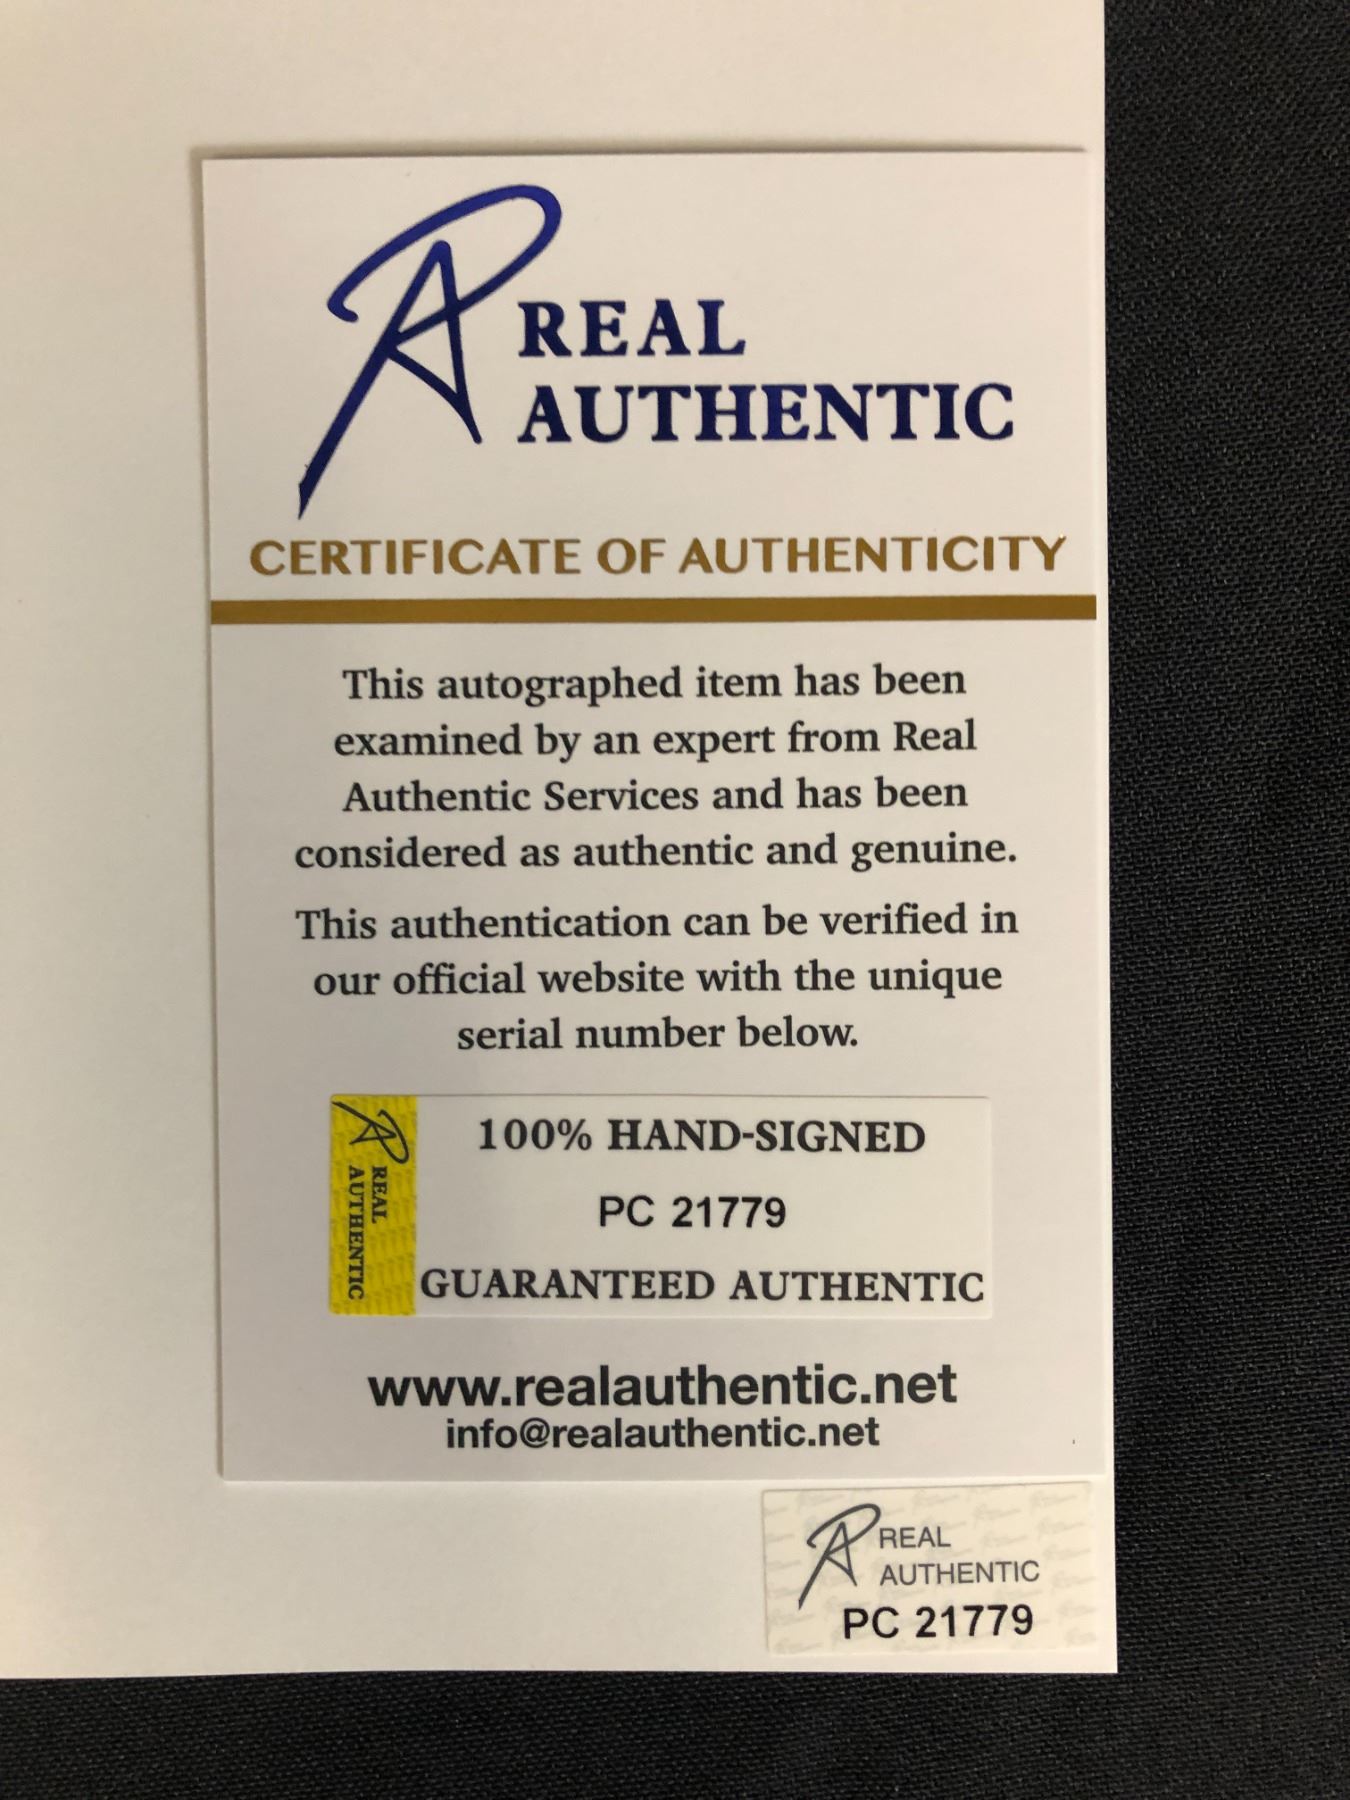 REAL
AUTHENTIC
CERTIFICATE OF AUTHENTICITY
This autographed item has been
examined by an expert from Real
Authentic Services and has been
considered as authentic and genuine.
This authentication can be verified in
our official website with the unique
serial number below.
REAL
AUTHENTIC
100% HAND-SIGNED
PC 21779
GUARANTEED AUTHENTIC
www.realauthentic.net
info@realauthentic.net
REAL
AUTHENTIC
PC 21779